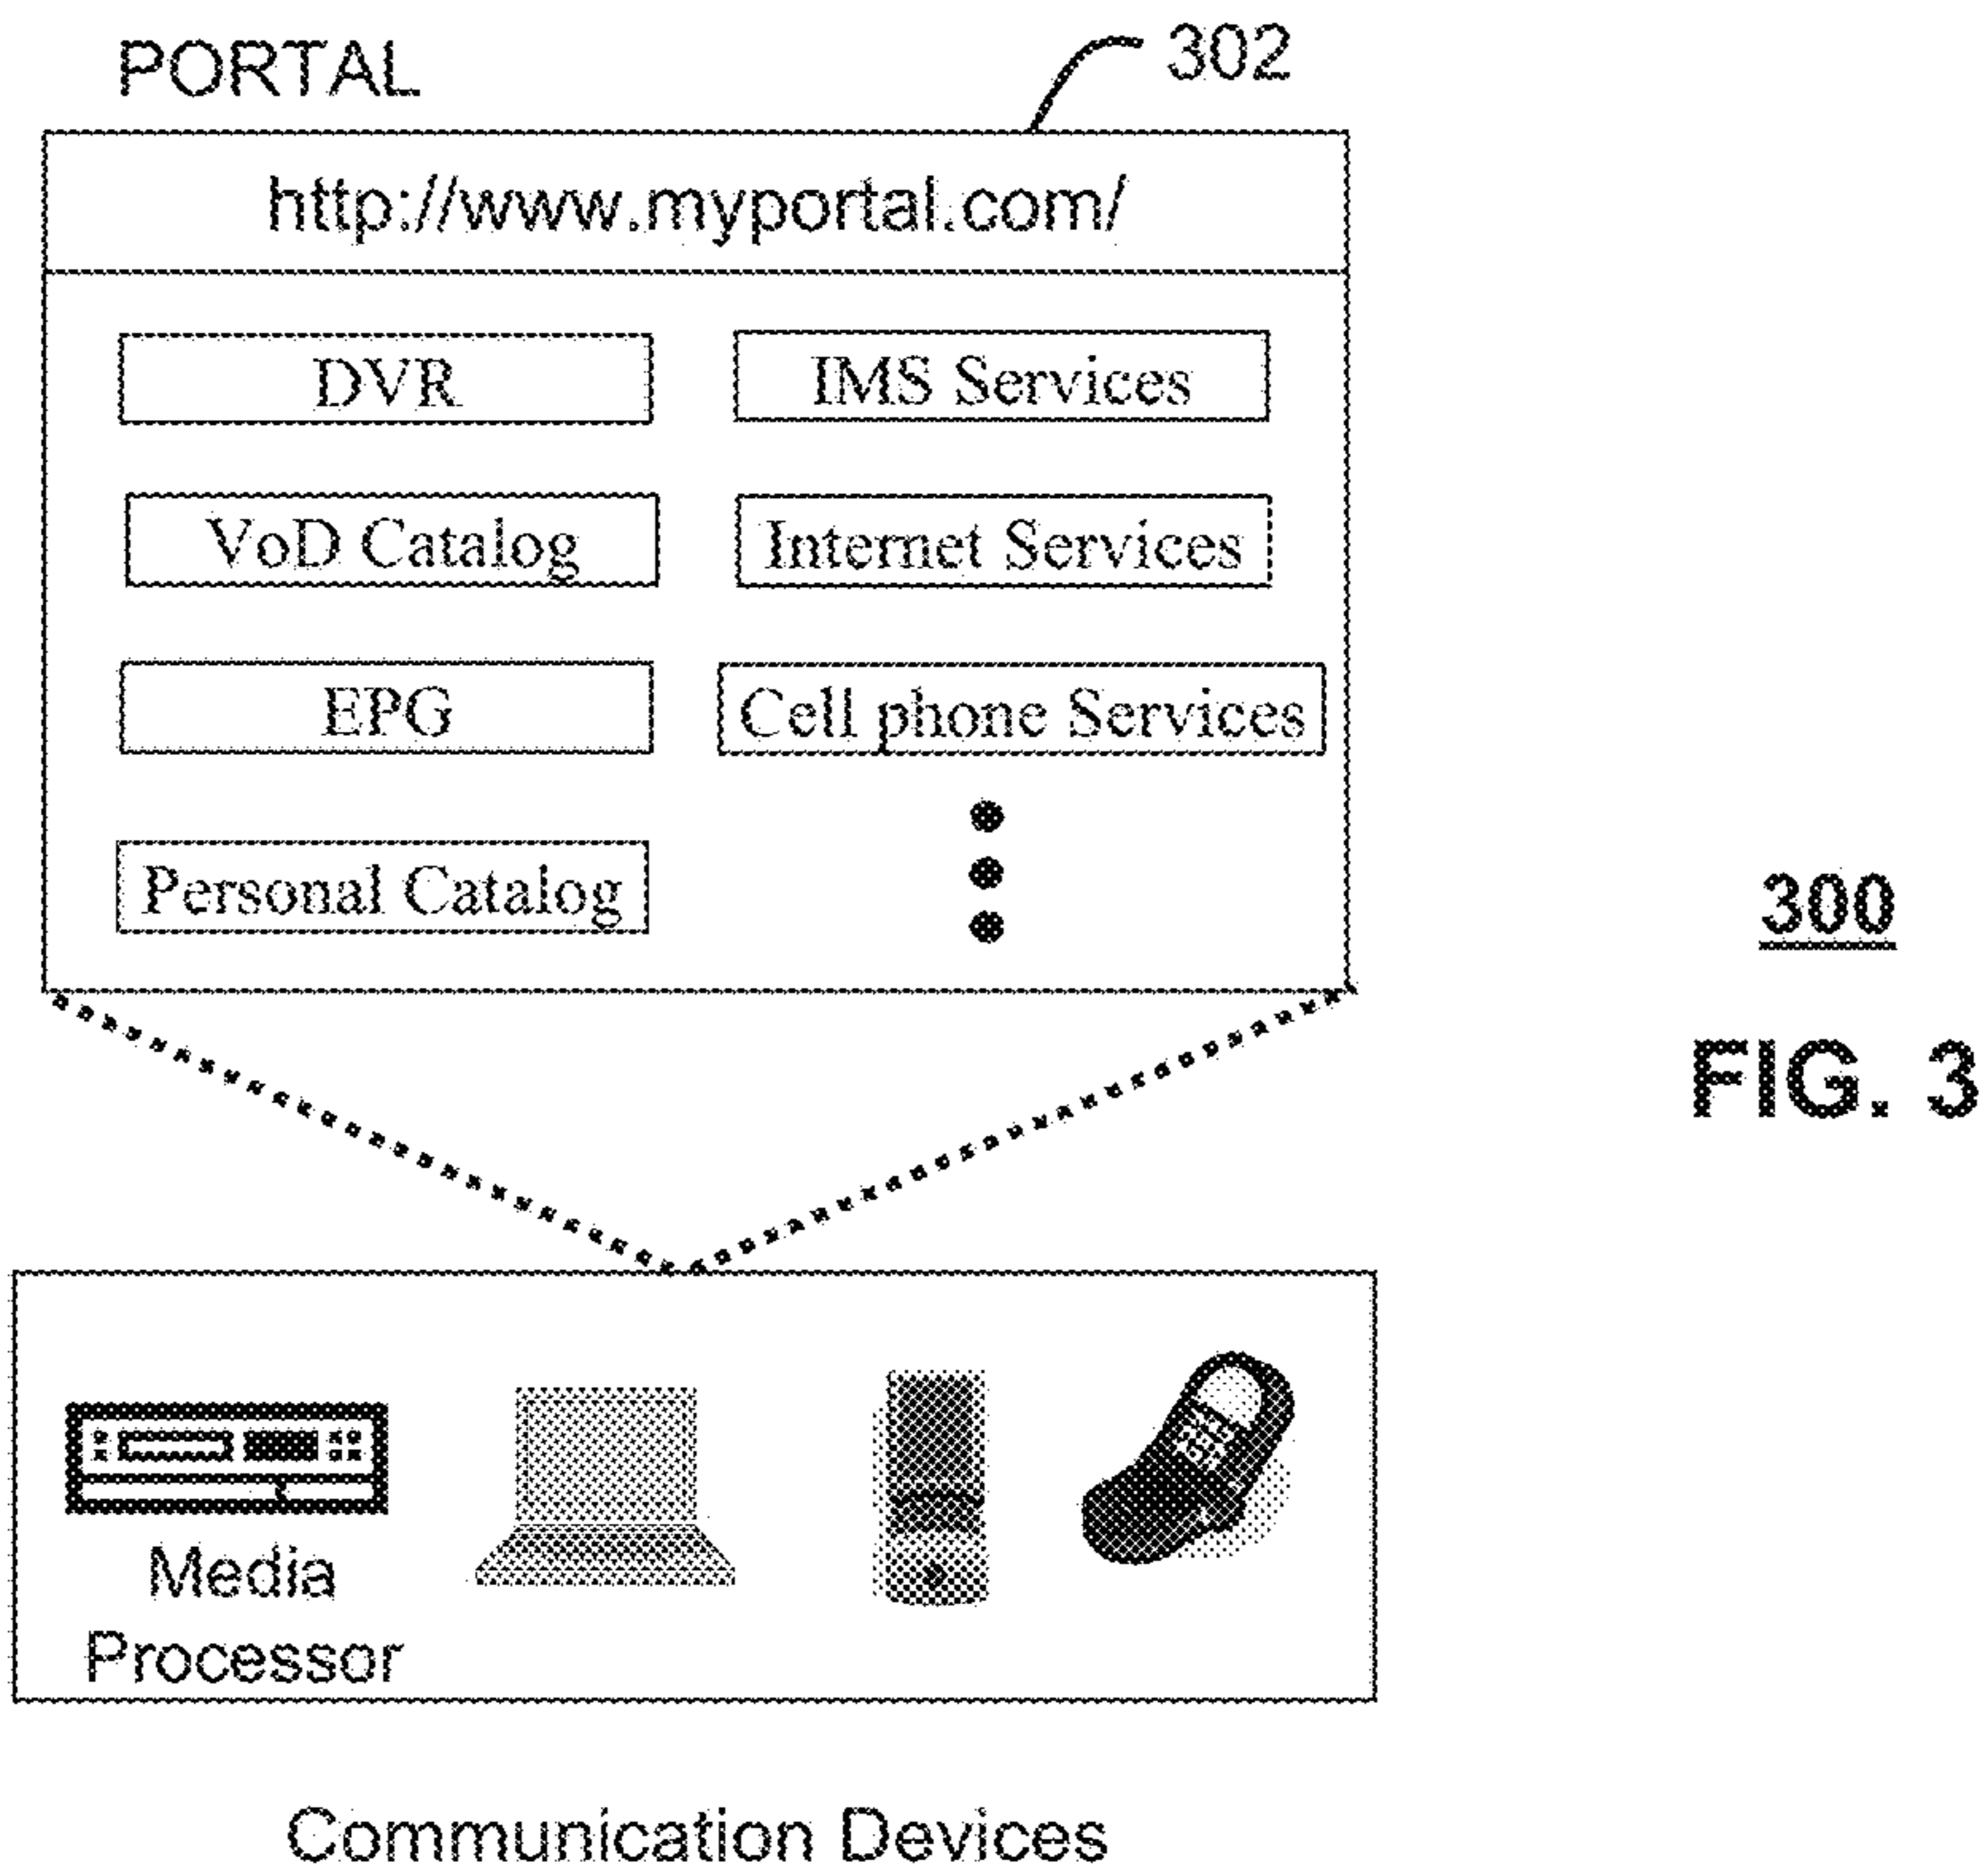 PORTAL
302
http://www.myportal.com/
DVR
IMS Services
VoD Catalog
Internet Services
EPG
Cell phone Services
Personal Catalog
300
FIG. 3
Media
Processor
Communication Devices